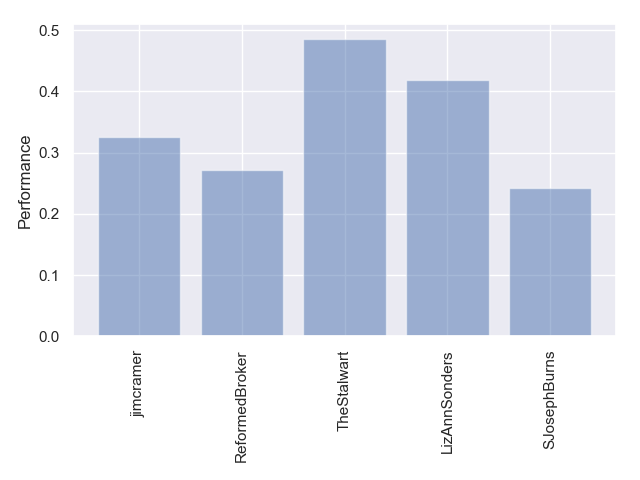 0.5
0.4
0.3
0.2
0.1
0.0
Performance
jimcramer
ReformedBroker
TheStalwart
LizAnnSonders
SJosephBurns